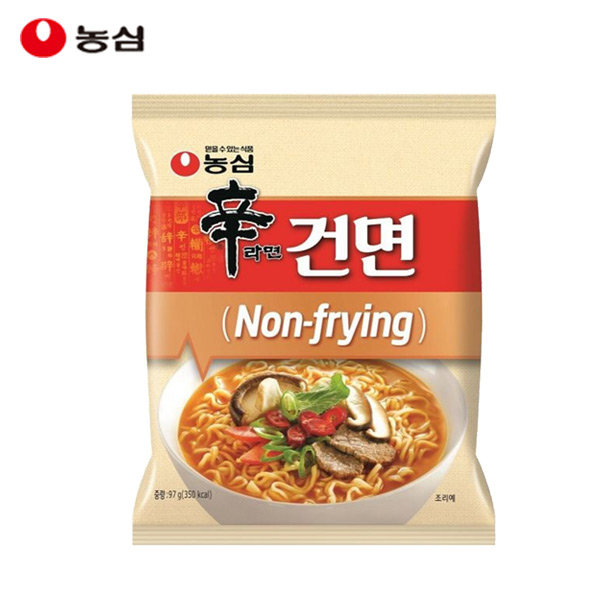 농심
믿을 수 있는 식품
농심
辛라면 건면
(Non-frying)
중량:97 g(350 kcal)
조리예